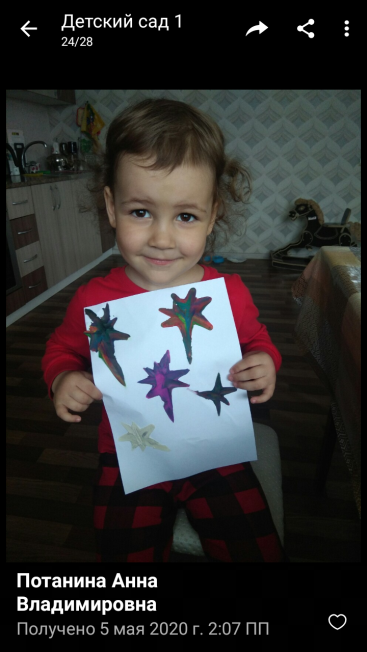 Детский сад 1
24/28
Потанина Анна
Владимировна
Получено 5 мая 2020 г. 2:07 ПП